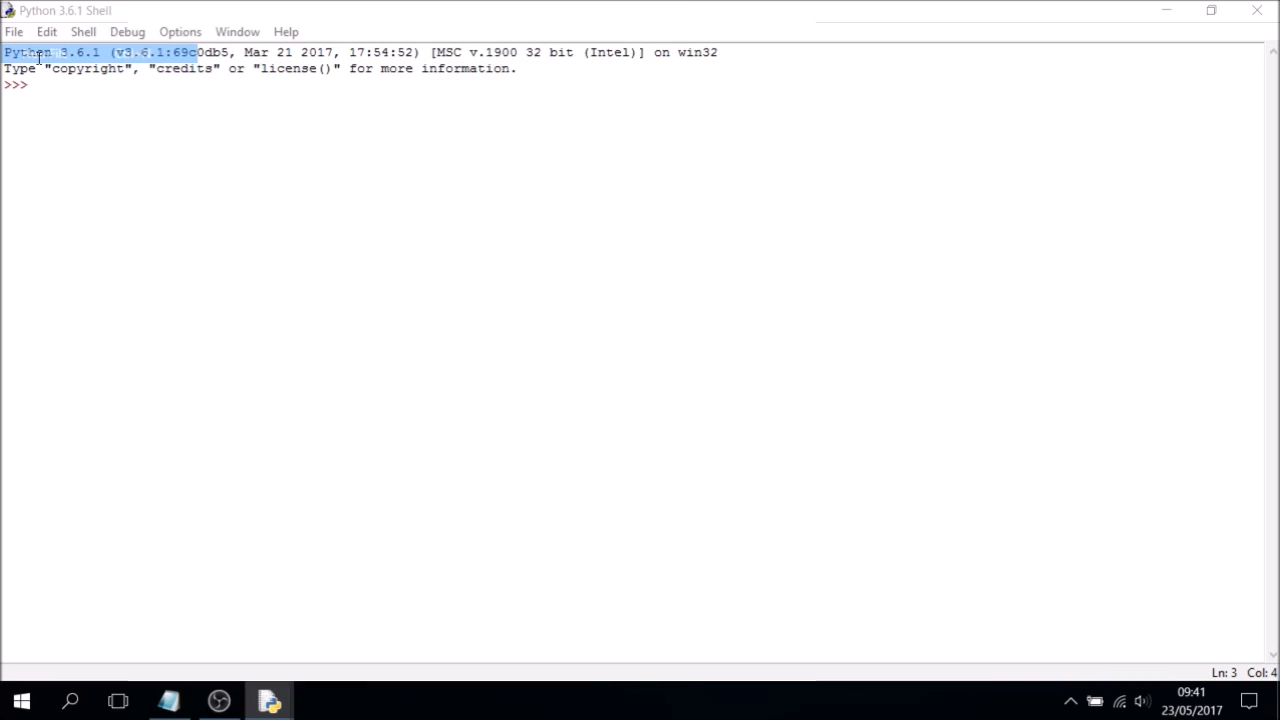 Python 3.6.1 Shell
File Edit Shell Debug Options Window Help
Python 3.6.1 (v3.6.1:69c0db5, Mar 21 2017, 17:54:52) [MSC v.1900 32 bit (Intel)] on win32
Type "copyright", "credits" or "license()" for more information.
>>>
Ln: 3 Col: 4
09:41
23/05/2017